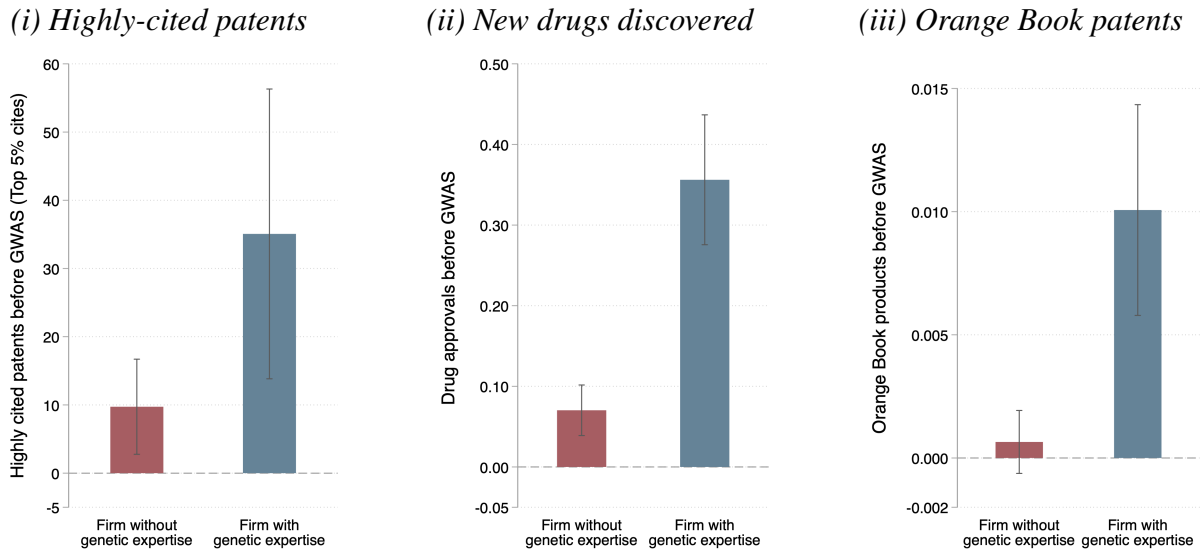 (i) Highly-cited patents
Highly cited patents before GWAS (Top 5% cites)
60
50
40
30
20
10
0
-5
Firm without
genetic expertise
Firm with
genetic expertise
(ii) New drugs discovered
Drug approvals before GWAS
0.50
0.40
0.30
0.20
0.10
0.00
-0.05
Firm without
genetic expertise
Firm with
genetic expertise
(iii) Orange Book patents
Orange Book products before GWAS
0.015
0.010
0.005
0.000
-0.002
Firm without
genetic expertise
Firm with
genetic expertise